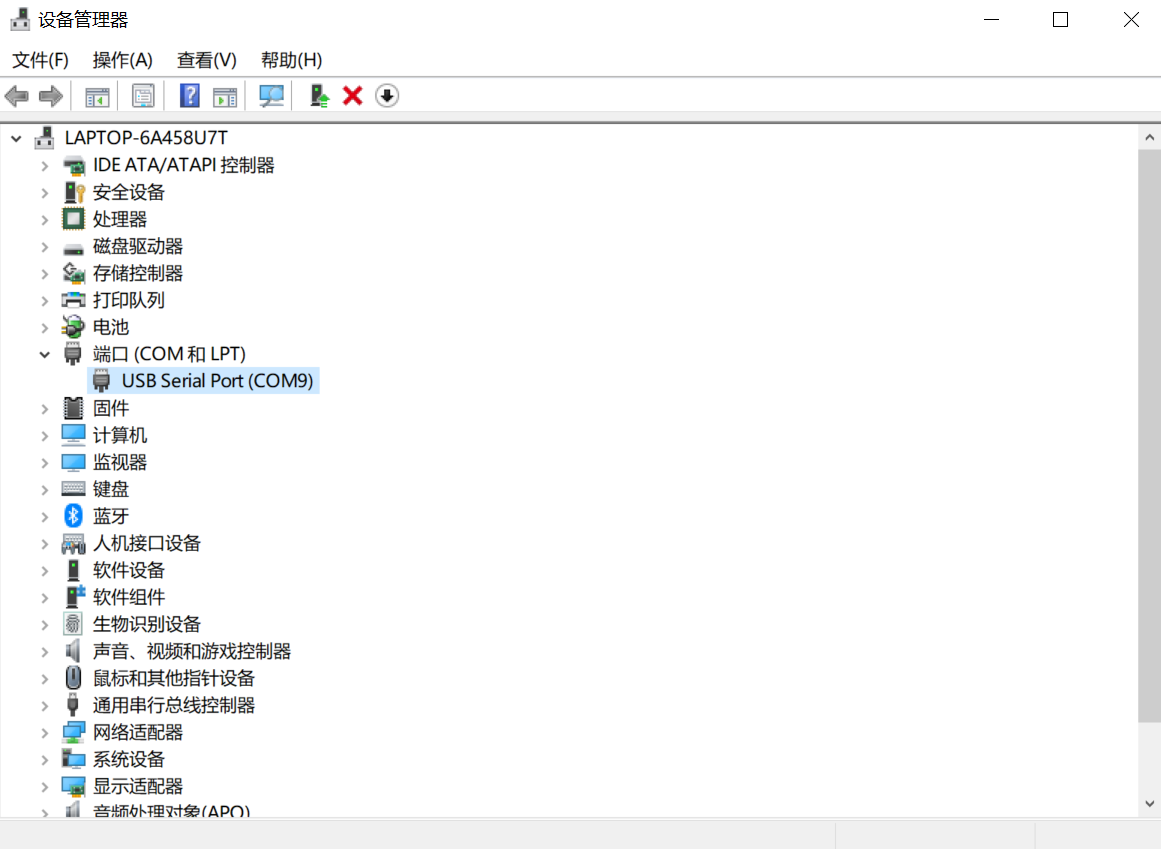 设备管理器
文件(F) 操作(A) 查看(V) 帮助(H)
LAPTOP-6A458U7T
IDE ATA/ATAPI 控制器
安全设备
处理器
磁盘驱动器
存储控制器
打印队列
电池
端口 (COM 和 LPT)
USB Serial Port (COM9)
固件
计算机
监视器
键盘
蓝牙
人机接口设备
软件设备
软件组件
生物识别设备
声音、视频和游戏控制器
鼠标和其他指针设备
通用串行总线控制器
网络适配器
系统设备
显示适配器
音频处理对象(APO)